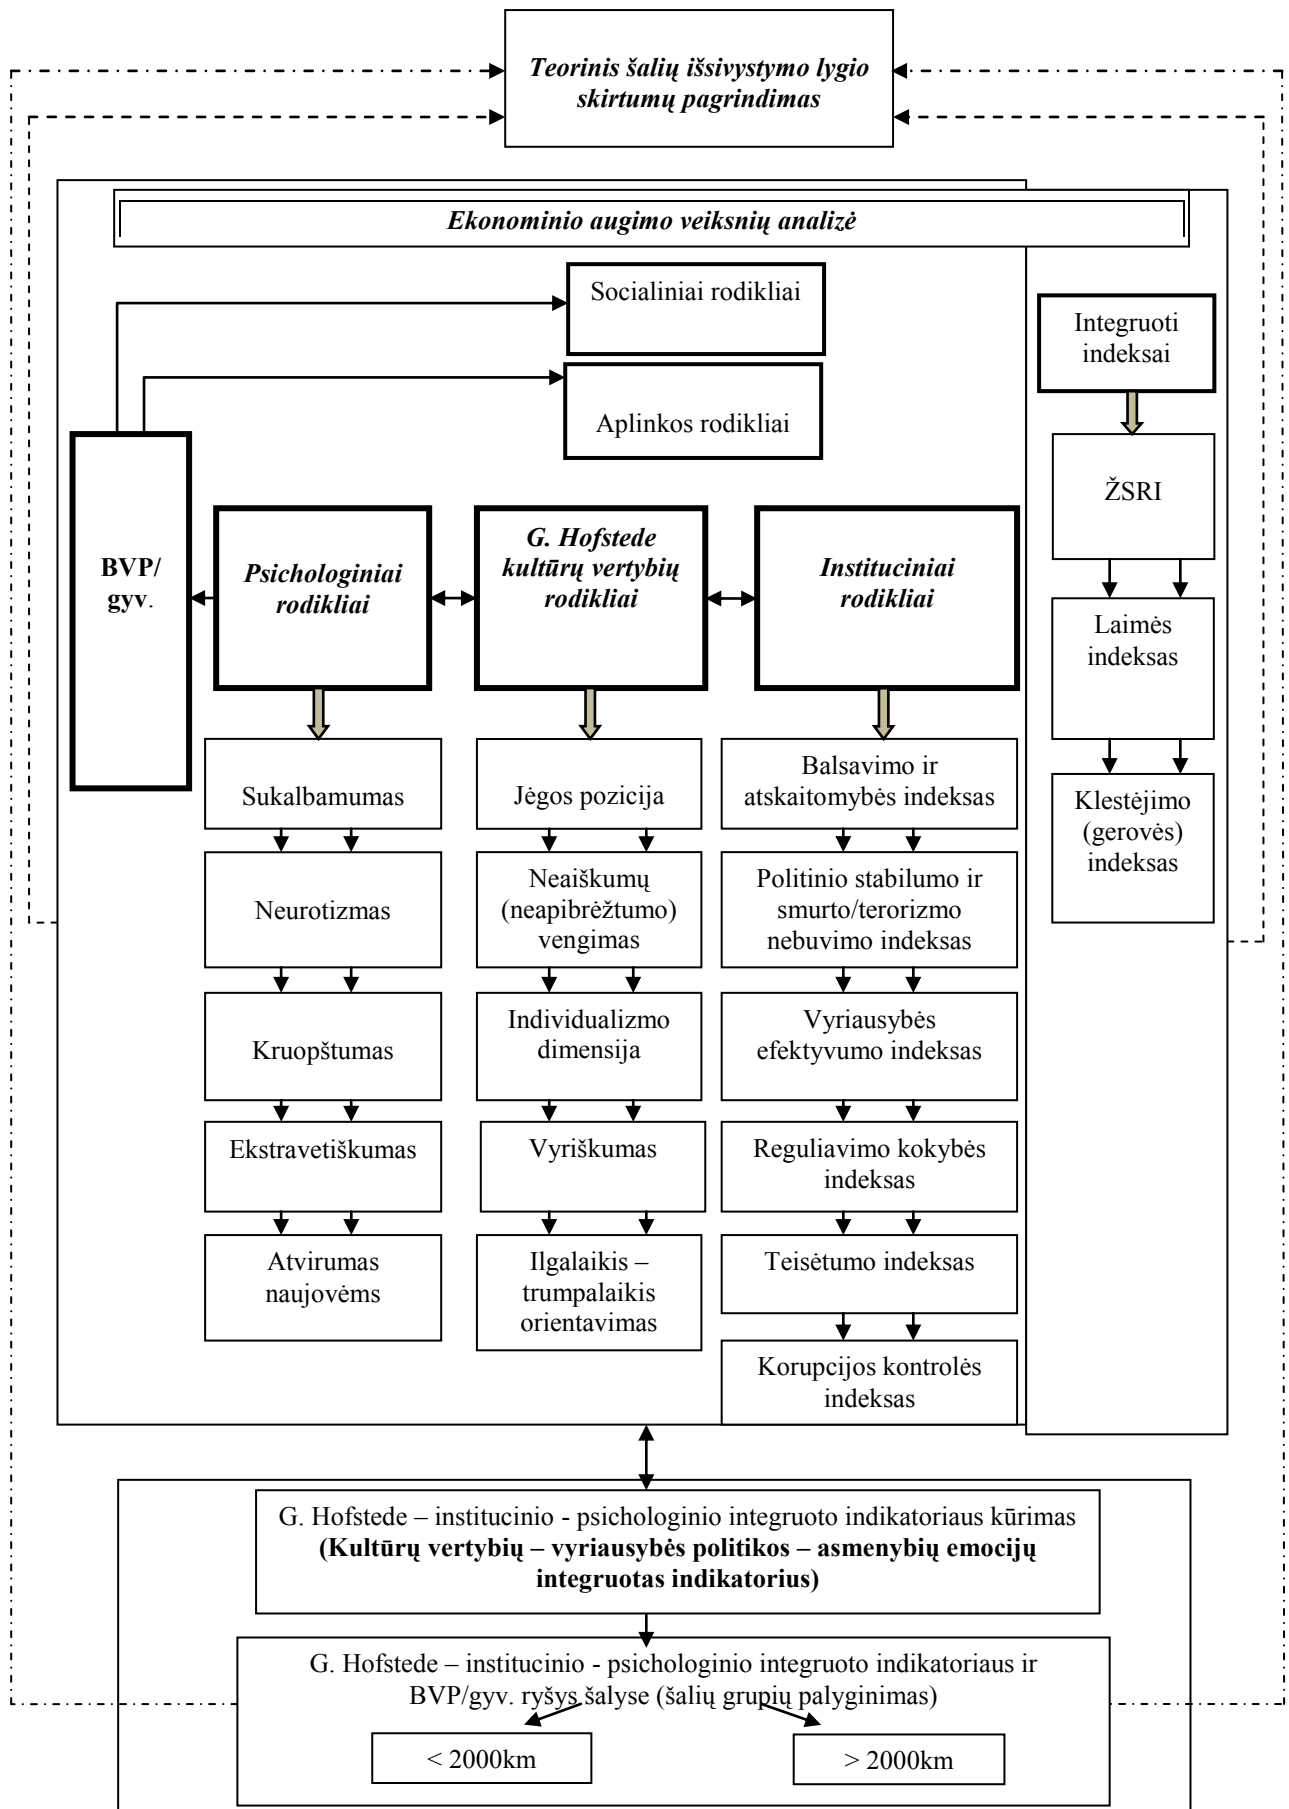 Teorinis šalių išsivystymo lygio
skirtumų pagrindimas
Ekonominio augimo veiksnių analizė
Socialiniai rodikliai
Aplinkos rodikliai
Integruoti
indeksai
ŽSRI
Laimės
indeksas
Klestėjimo
(gerovės)
indeksas
BVP/
gyv.
Psichologiniai
rodikliai
G. Hofstede
kultūrų vertybių
rodikliai
Instituciniai
rodikliai
Sukalbamumas
Neurotizmas
Kruopštumas
Ekstravetiškumas
Atvirumas
naujovėms
Jėgos pozicija
Neaiškumų
(neapibrėžtumo)
vengimas
Individualizmo
dimensija
Vyriškumas
Ilgalaikis –
trumpalaikis
orientavimas
Balsavimo ir
atskaitomybės indeksas
Politinio stabilumo ir
smurto/terorizmo
nebuvimo indeksas
Vyriausybės
efektyvumo indeksas
Reguliavimo kokybės
indeksas
Teisėtumo indeksas
Korupcijos kontrolės
indeksas
G. Hofstede – institucinio - psichologinio integruoto indikatoriaus kūrimas
(Kultūrų vertybių – vyriausybės politikos – asmenybių emocijų
integruotas indikatorius)
G. Hofstede – institucinio - psichologinio integruoto indikatoriaus ir
BVP/gyv. ryšys šalyse (šalių grupių palyginimas)
< 2000km
> 2000km